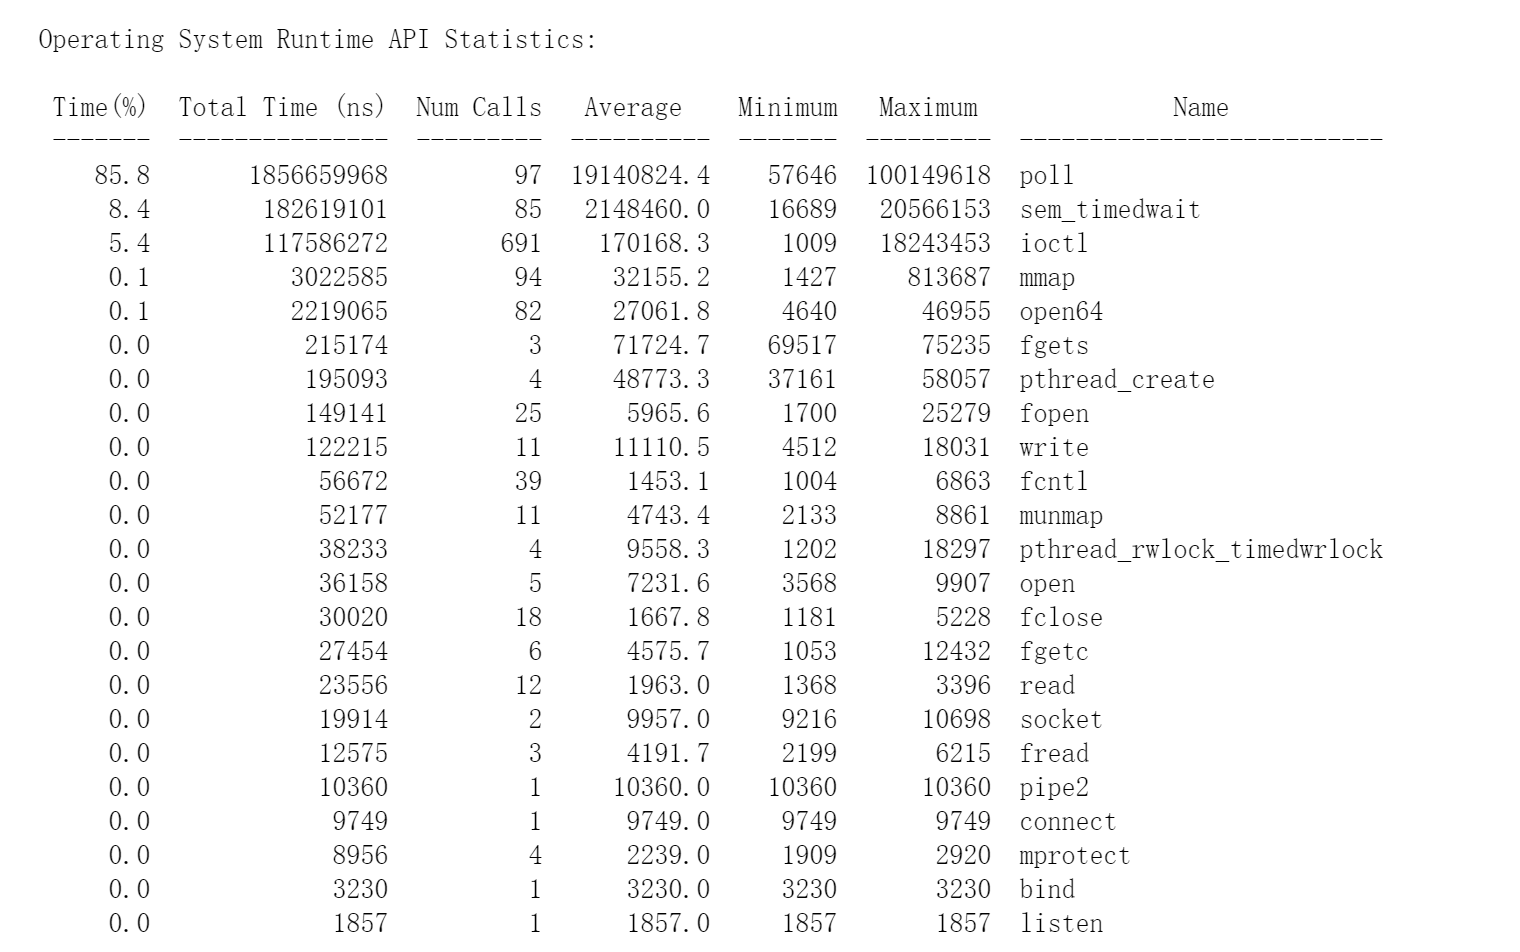 Operating System Runtime API Statistics:
Time(%) Total Time (ns) Num Calls Average Minimum Maximum Name
------- --------------- --------- ---------- ------- --------- --------------------------
85.8 1856659968 97 19140824.4 57646 100149618 poll
8.4 182619101 85 2148460.0 16689 20566153 sem_timedwait
5.4 117586272 691 170168.3 1009 18243453 ioctl
0.1 3022585 94 32155.2 1427 813687 mmap
0.1 2219065 82 27061.8 4640 46955 open64
0.0 215174 3 71724.7 69517 75235 fgets
0.0 195093 4 48773.3 37161 58057 pthread_create
0.0 149141 25 5965.6 1700 25279 fopen
0.0 122215 11 11110.5 4512 18031 write
0.0 56672 39 1453.1 1004 6863 fcntl
0.0 52177 11 4743.4 2133 8861 munmap
0.0 38233 4 9558.3 1202 18297 pthread_rwlock_timedwrlock
0.0 36158 5 7231.6 3568 9907 open
0.0 30020 18 1667.8 1181 5228 fclose
0.0 27454 6 4575.7 1053 12432 fgetc
0.0 23556 12 1963.0 1368 3396 read
0.0 19914 2 9957.0 9216 10698 socket
0.0 12575 3 4191.7 2199 6215 fread
0.0 10360 1 10360.0 10360 10360 pipe2
0.0 9749 1 9749.0 9749 9749 connect
0.0 8956 4 2239.0 1909 2920 mprotect
0.0 3230 1 3230.0 3230 3230 bind
0.0 1857 1 1857.0 1857 1857 listen